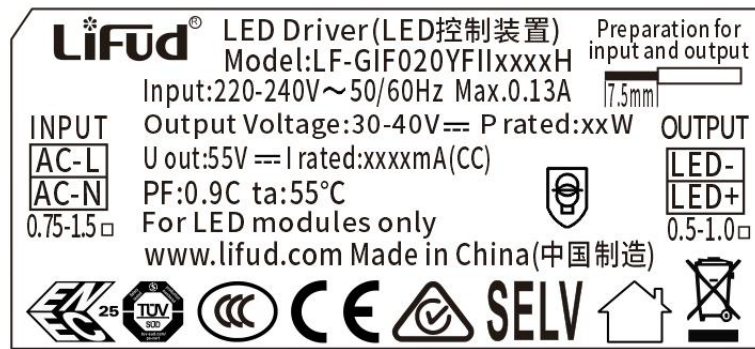 Lifud® LED Driver(LED控制装置)
Model:LF-GIF020YFIIxxxxH
Preparation for
input and output
7.5mm
Input:220-240V～50/60Hz Max.0.13A
Output Voltage:30-40V⎓ P rated:xxW
U out:55V⎓I rated:xxxxmA(CC)
PF:0.9C ta:55℃
For LED modules only
www.lifud.com Made in China(中国制造)
INPUT
AC-L
AC-N
0.75-1.5□
OUTPUT
LED-
LED+
0.5-1.0□
ENEC 25
TÜV
SÜD
CCC
CE
SELV